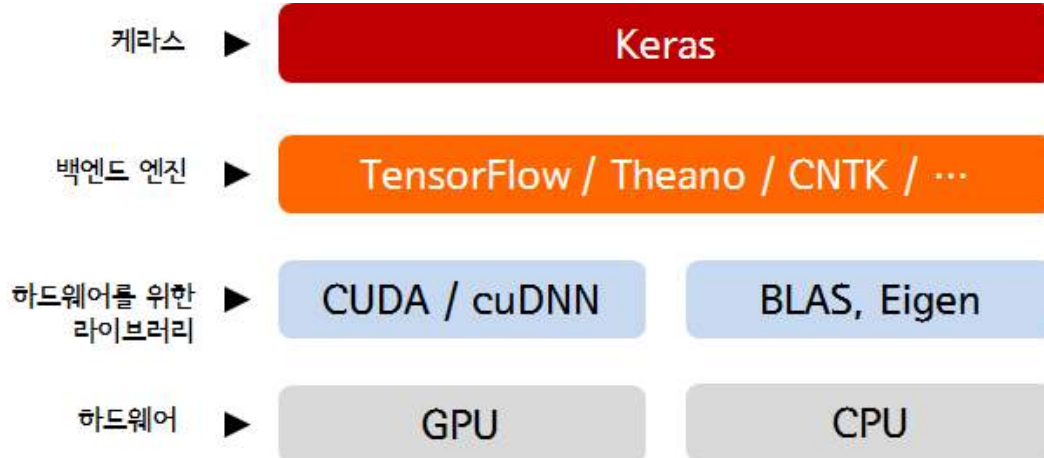 케라스 ▶ Keras
백엔드 엔진 ▶ TensorFlow / Theano / CNTK / ⋯
하드웨어를 위한
라이브러리 ▶ CUDA / cuDNN BLAS, Eigen
하드웨어 ▶ GPU CPU